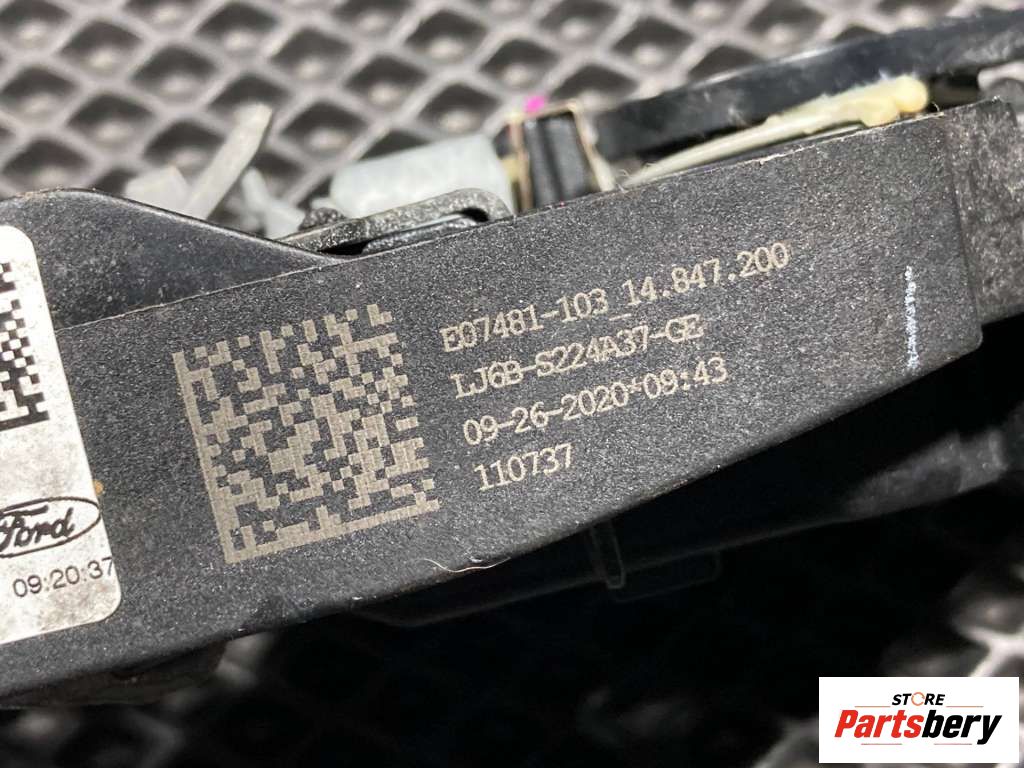 E07481-103_14.847.200
LJ6B-S224A37-GE
09-26-2020*09:43
110737
Ford
09:20:37
STORE
Partsbery